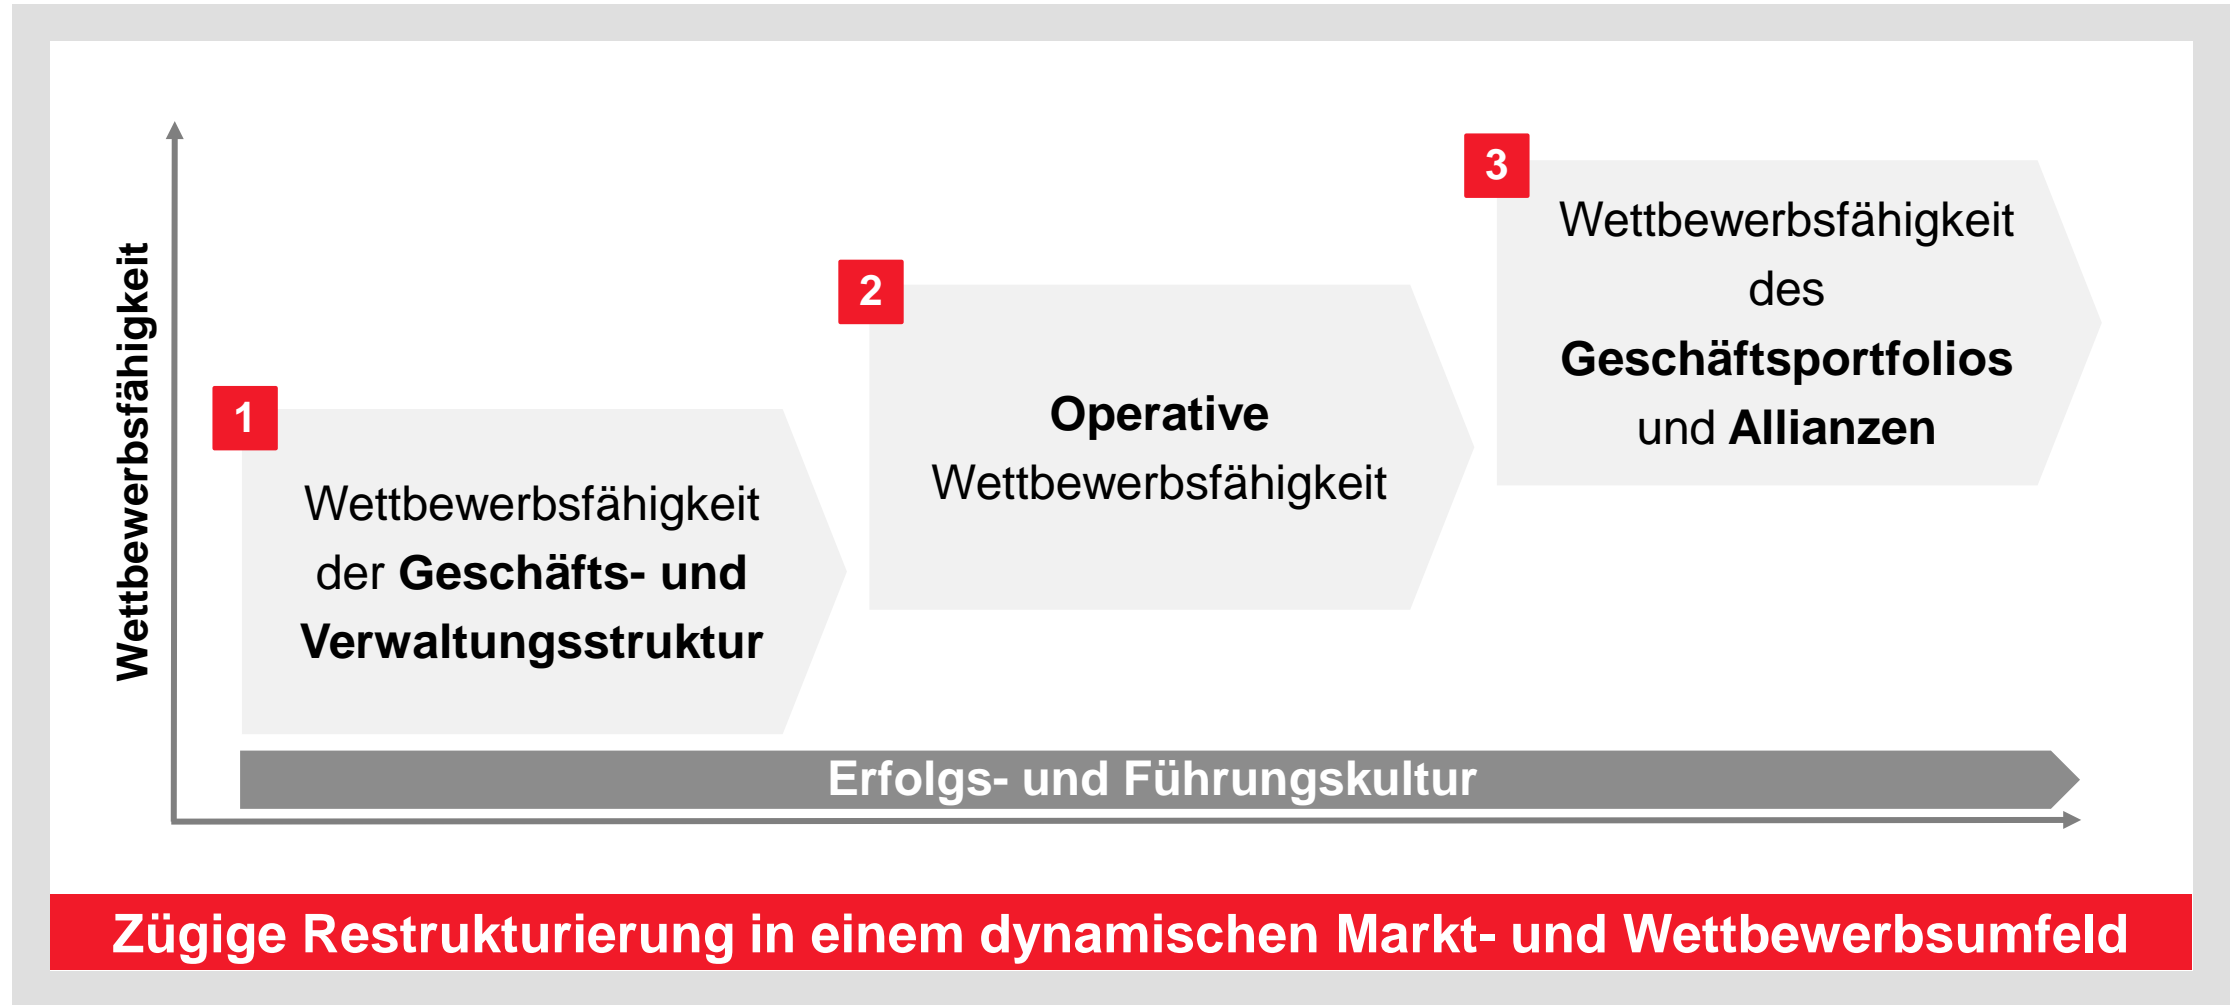 Wettbewerbsfähigkeit
1
Wettbewerbsfähigkeit
der Geschäfts- und
Verwaltungsstruktur
2
Operative
Wettbewerbsfähigkeit
3
Wettbewerbsfähigkeit
des
Geschäftsportfolios
und Allianzen
Erfolgs- und Führungskultur
Zügige Restrukturierung in einem dynamischen Markt- und Wettbewerbsumfeld